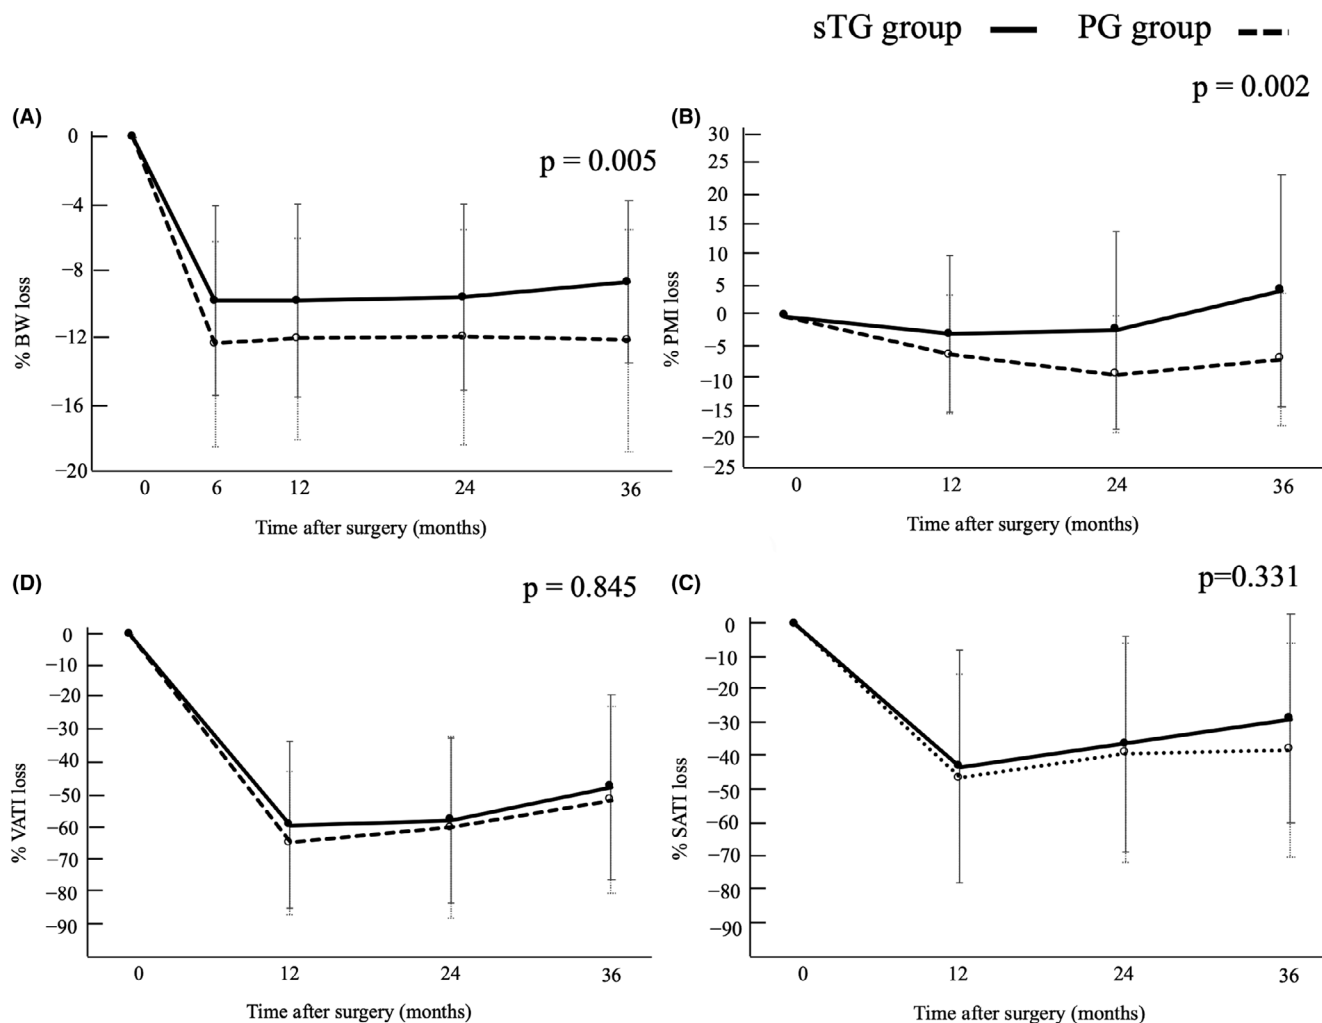 sTG group PG group
p = 0.002
(A)
p = 0.005
% BW loss
0
−4
−8
−12
−16
−20
0 6 12 24 36
Time after surgery (months)
(B)
% PMI loss
30
25
20
15
10
5
0
−5
−10
−15
−20
−25
0 12 24 36
Time after surgery (months)
(D)
p = 0.845
% VATI loss
0
−10
−20
−30
−40
−50
−60
−70
−80
−90
0 12 24 36
Time after surgery (months)
(C)
p=0.331
% SATI loss
0
−10
−20
−30
−40
−50
−60
−70
−80
−90
0 12 24 36
Time after surgery (months)